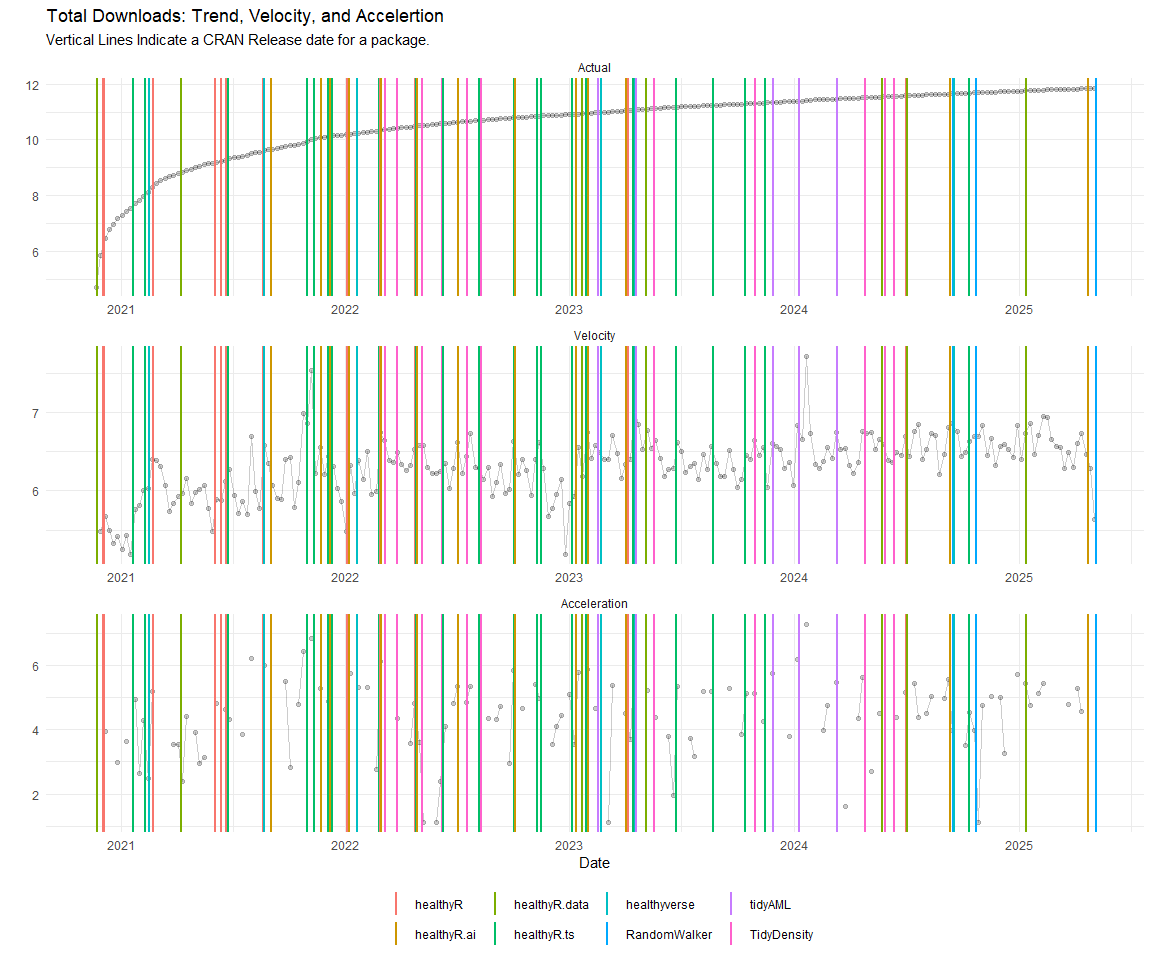 Total Downloads: Trend, Velocity, and Accelertion
Vertical Lines Indicate a CRAN Release date for a package.
Actual
12
10
8
6
2021 2022 2023 2024 2025
Velocity
7
6
2021 2022 2023 2024 2025
Acceleration
6
4
2
2021 2022 2023 2024 2025
Date
healthyR healthyR.data healthyverse tidyAML
healthyR.ai healthyR.ts RandomWalker TidyDensity